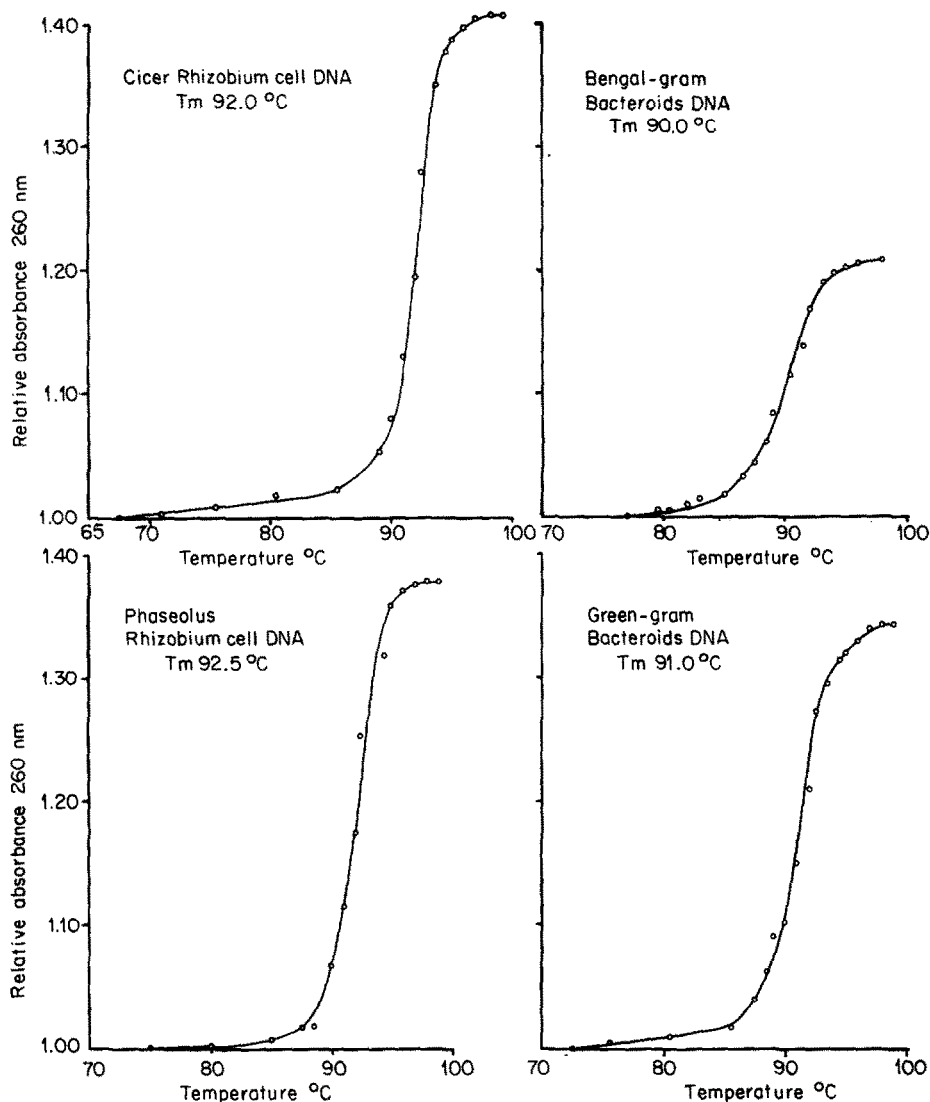 Cicer Rhizobium cell DNA
Tm 92.0 °C
Relative absorbance 260 nm
1.40
1.30
1.20
1.10
1.00
65
70
80
90
100
Temperature °C
Bengal-gram
Bacteroids DNA
Tm 90.0 °C
70
80
90
100
Temperature °C
Phaseolus
Rhizobium cell DNA
Tm 92.5 °C
Relative absorbance 260 nm
1.40
1.30
1.20
1.10
1.00
70
80
90
100
Temperature °C
Green-gram
Bacteroids DNA
Tm 91.0 °C
70
80
90
100
Temperature °C